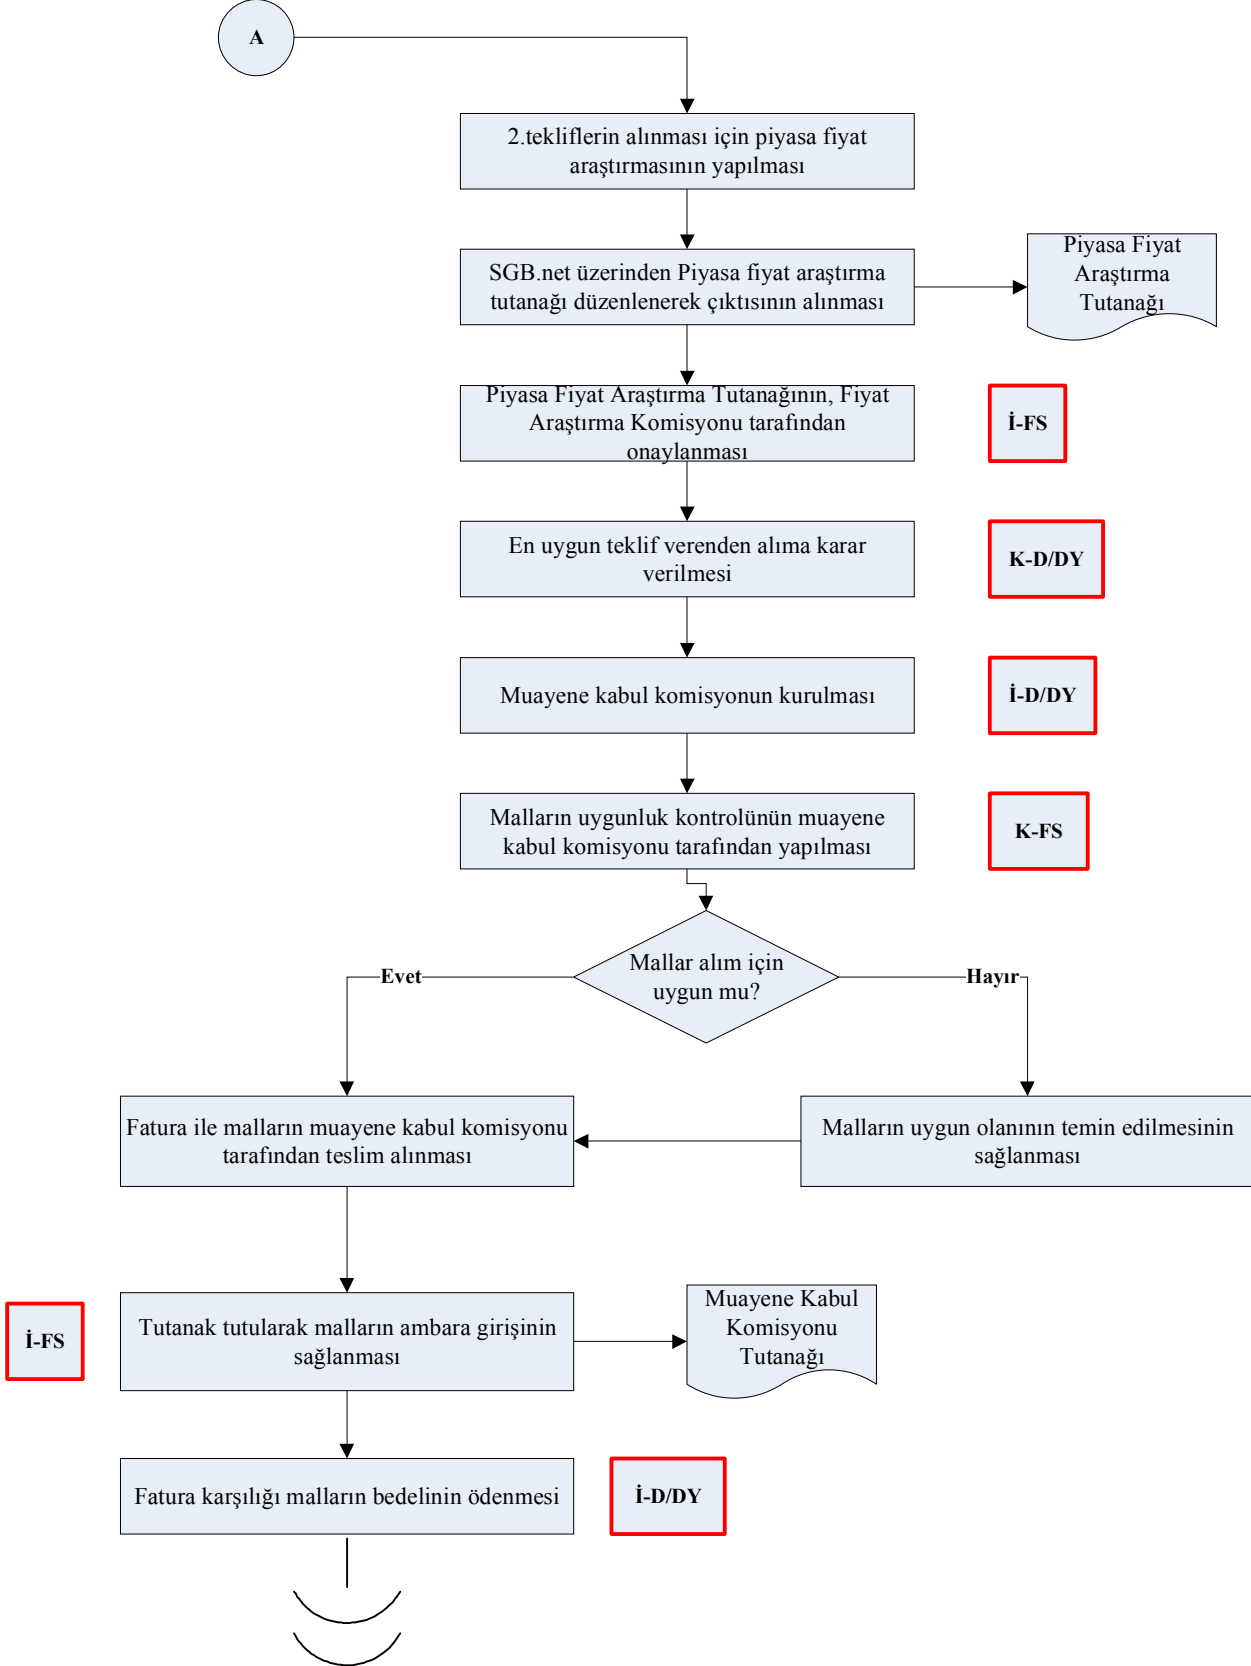 A
2.tekliflerin alınması için piyasa fiyat
araştırmasının yapılması
SGB.net üzerinden Piyasa fiyat araştırma
tutanağı düzenlenerek çıktısının alınması
Piyasa Fiyat
Araştırma
Tutanağı
Piyasa Fiyat Araştırma Tutanağının, Fiyat
Araştırma Komisyonu tarafından
onaylanması
İ-FS
En uygun teklif verenden alıma karar
verilmesi
K-D/DY
Muayene kabul komisyonun kurulması
İ-D/DY
Malların uygunluk kontrolünün muayene
kabul komisyonu tarafından yapılması
K-FS
Mallar alım için
uygun mu?
Evet
Hayır
Fatura ile malların muayene kabul komisyonu
tarafından teslim alınması
Malların uygun olanının temin edilmesinin
sağlanması
İ-FS
Tutanak tutularak malların ambara girişinin
sağlanması
Muayene Kabul
Komisyonu
Tutanağı
Fatura karşılığı malların bedelinin ödenmesi
İ-D/DY